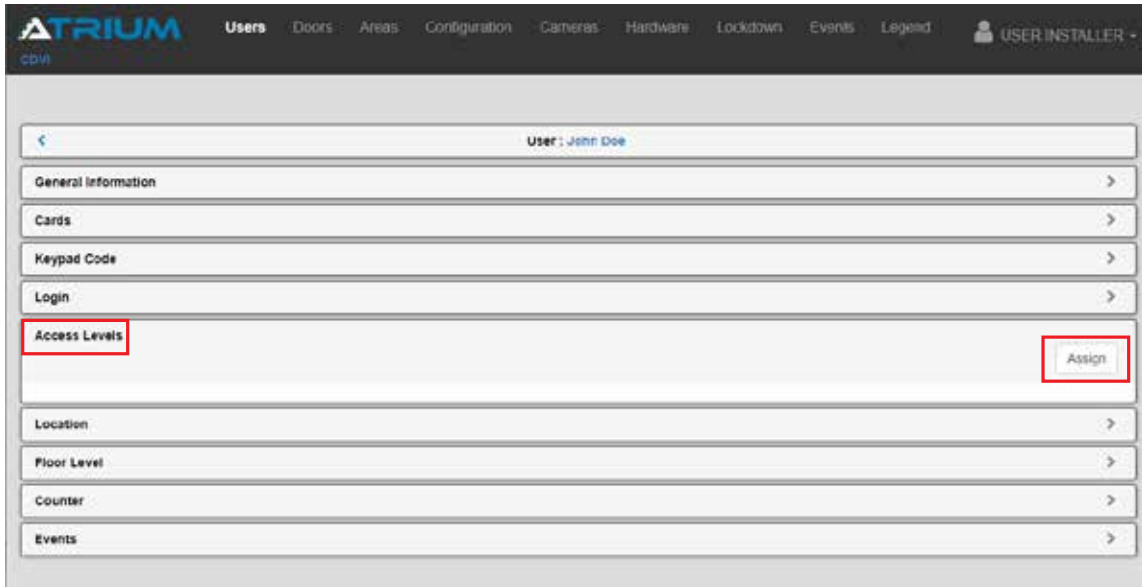 ATRIUM Users Doors Areas Configuration Cameras Hardware Lockdown Events Legend USER INSTALLER
CDVI
User : John Doe
General Information
Cards
Keypad Code
Login
Access Levels
Assign
Location
Floor Level
Counter
Events